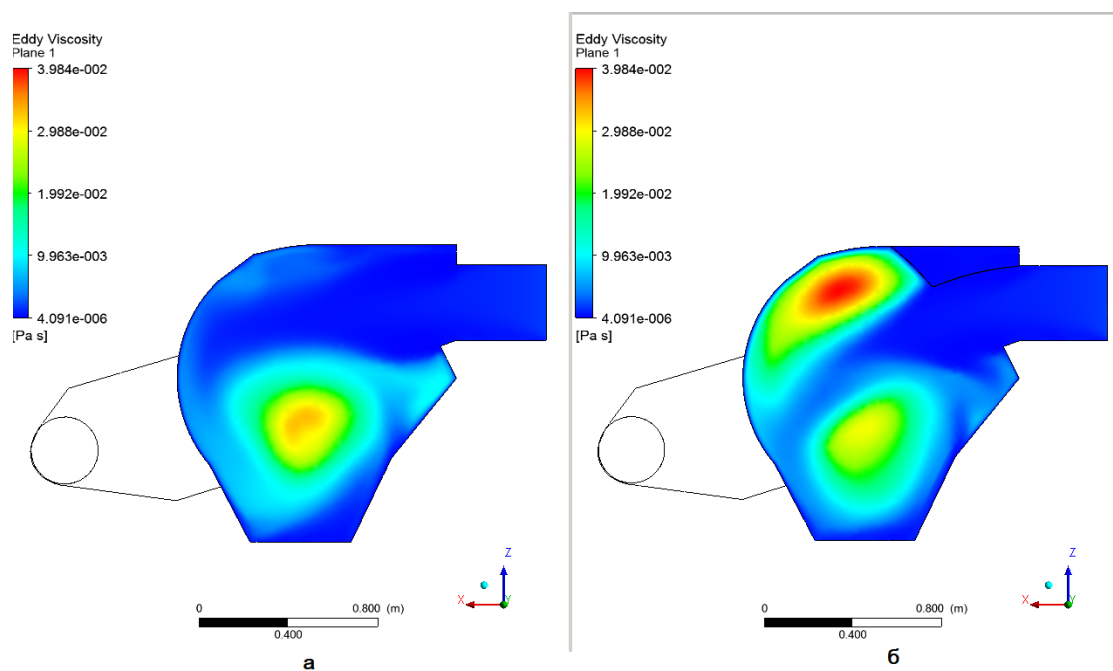 Eddy Viscosity
Plane 1
3.984e-002
2.988e-002
1.992e-002
9.963e-003
4.091e-006
[Pa s]
Z
X
Y
0
0.800 (m)
0.400
а
Eddy Viscosity
Plane 1
3.984e-002
2.988e-002
1.992e-002
9.963e-003
4.091e-006
[Pa s]
Z
X
Y
0
0.800 (m)
0.400
б